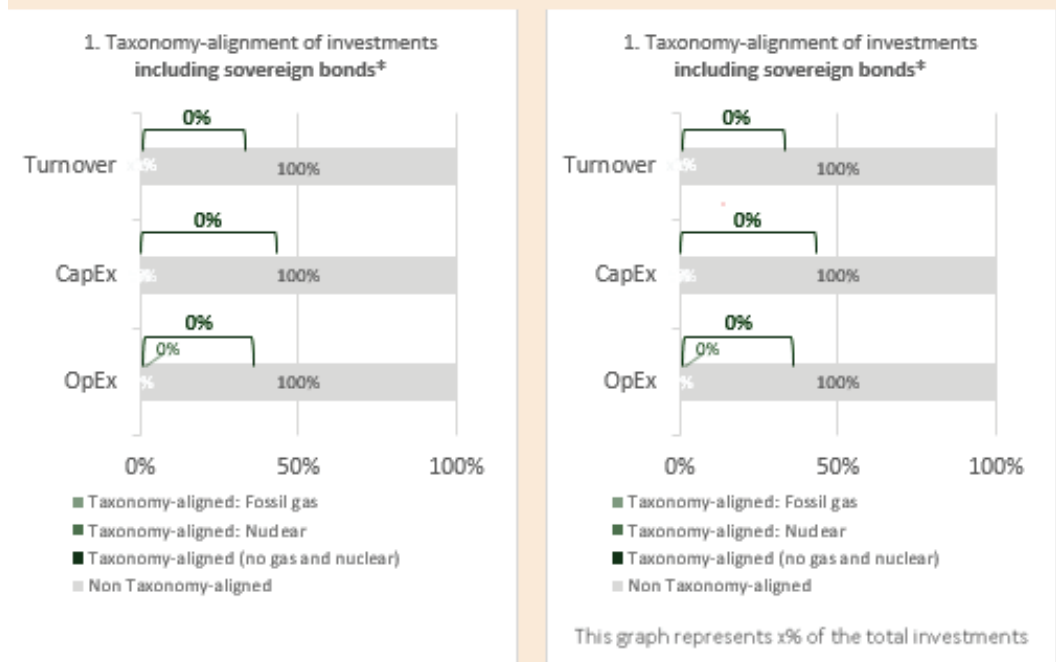 1. Taxonomy-alignment of investments
including sovereign bonds*
0%
Turnover
100%
0%
CapEx
100%
0%
0%
OpEx
100%
0% 50% 100%
Taxonomy-aligned: Fossil gas
Taxonomy-aligned: Nuclear
Taxonomy-aligned (no gas and nuclear)
Non Taxonomy-aligned
1. Taxonomy-alignment of investments
including sovereign bonds*
0%
Turnover
100%
0%
CapEx
100%
0%
0%
OpEx
100%
0% 50% 100%
Taxonomy-aligned: Fossil gas
Taxonomy-aligned: Nuclear
Taxonomy-aligned (no gas and nuclear)
Non Taxonomy-aligned
This graph represents x% of the total investments